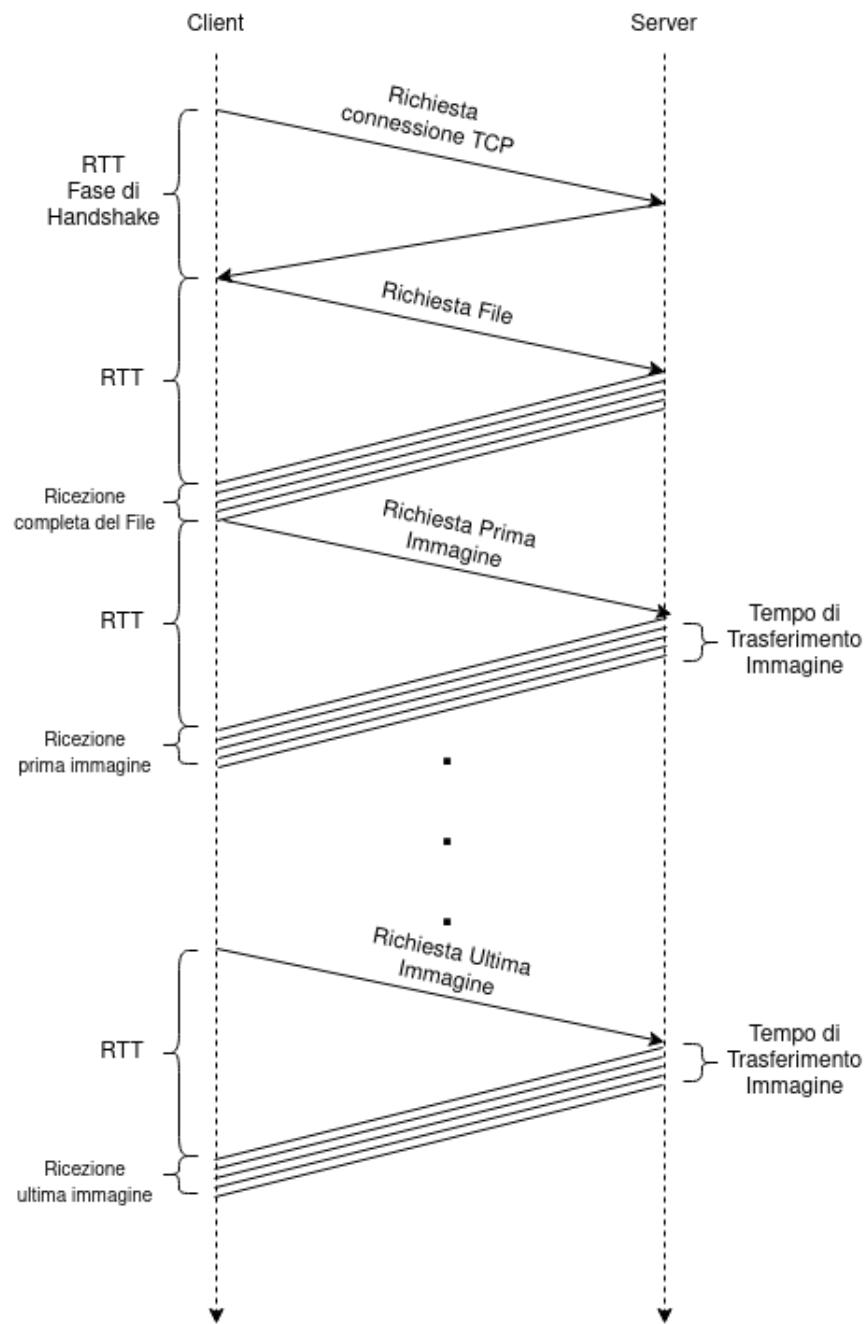 Client
Server
Richiesta
connessione TCP
RTT
Fase di
Handshake
Richiesta File
RTT
Ricezione
completa del File
Richiesta Prima
Immagine
RTT
Tempo di
Trasferimento
Immagine
Ricezione
prima immagine
Richiesta Ultima
Immagine
RTT
Tempo di
Trasferimento
Immagine
Ricezione
ultima immagine